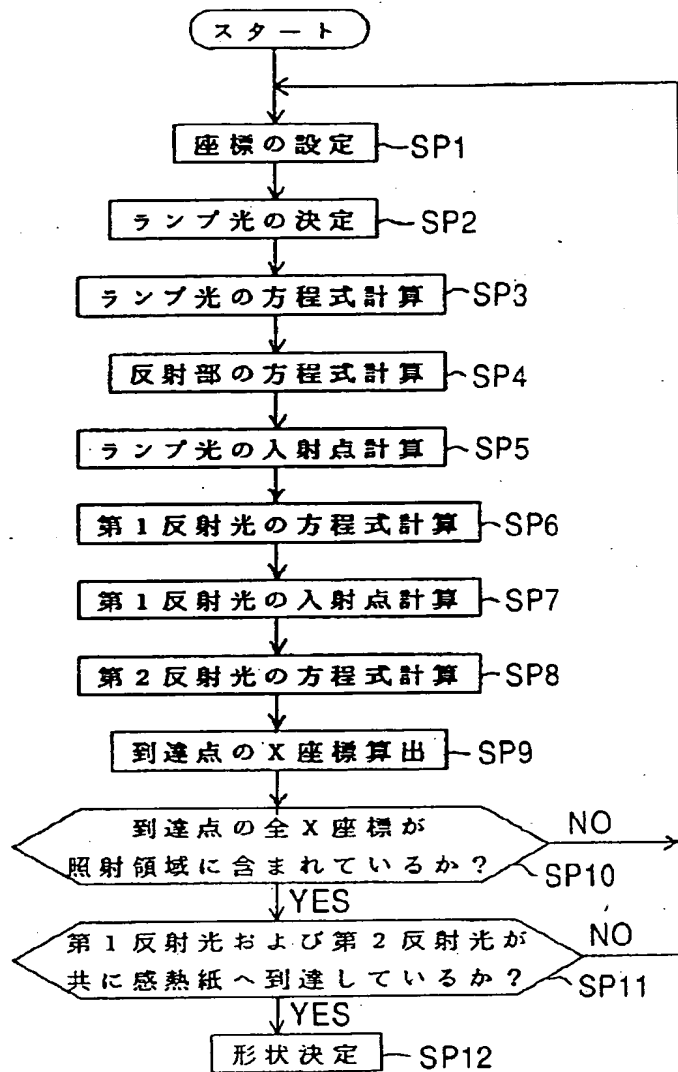 スタート
座標の設定 SP1
ランプ光の決定 SP2
ランプ光の方程式計算 SP3
反射部の方程式計算 SP4
ランプ光の入射点計算 SP5
第1反射光の方程式計算 SP6
第1反射光の入射点計算 SP7
第2反射光の方程式計算 SP8
到達点のX座標算出 SP9
到達点の全X座標が
照射領域に含まれているか?
NO
SP10
YES
第1反射光および第2反射光が
共に感熱紙へ到達しているか?
NO
SP11
YES
形状決定 SP12